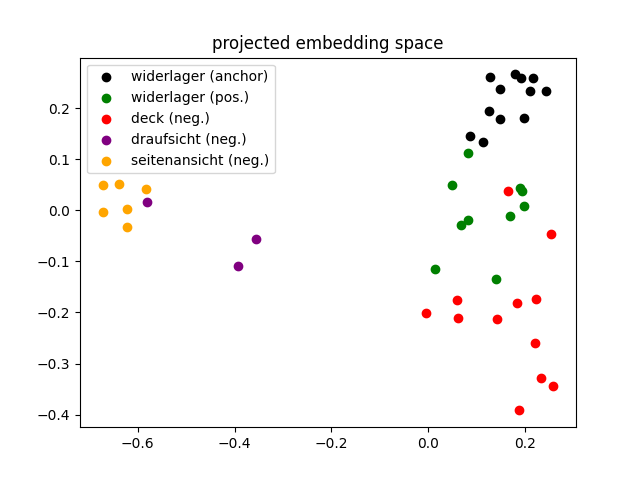 projected embedding space
widerlager (anchor)
widerlager (pos.)
deck (neg.)
draufsicht (neg.)
seitenansicht (neg.)
0.2
0.1
0.0
−0.1
−0.2
−0.3
−0.4
−0.6 −0.4 −0.2 0.0 0.2